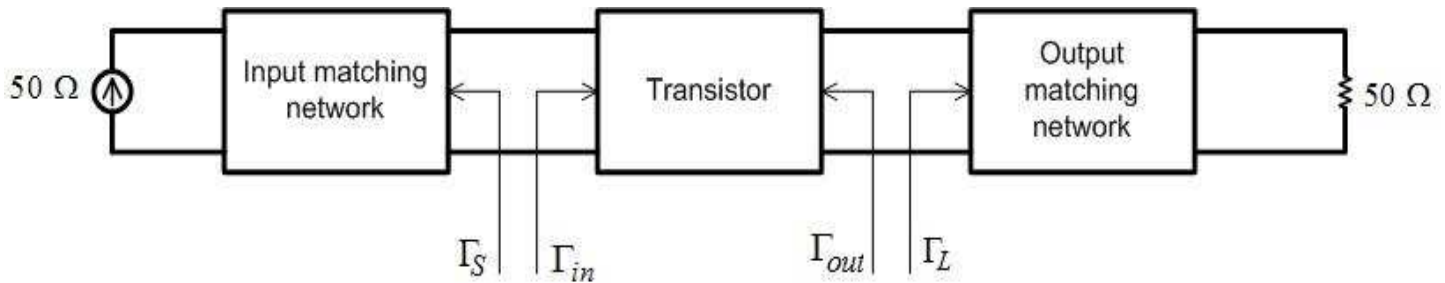 50 Ω
Input matching
network
Transistor
Output
matching
network
50 Ω
Γ_S
Γ_in
Γ_out
Γ_L